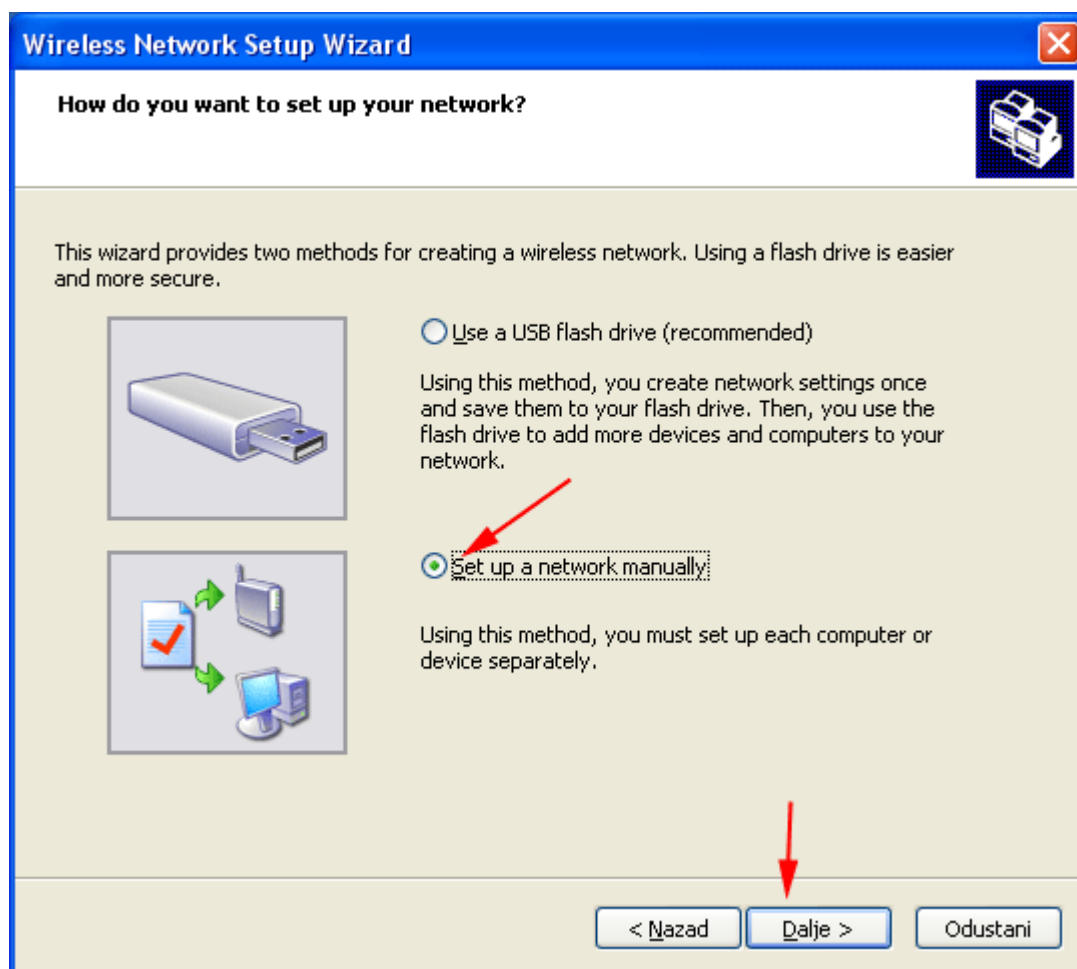 Wireless Network Setup Wizard
How do you want to set up your network?
This wizard provides two methods for creating a wireless network. Using a flash drive is easier
and more secure.
Use a USB flash drive (recommended)
Using this method, you create network settings once
and save them to your flash drive. Then, you use the
flash drive to add more devices and computers to your
network.
Set up a network manually
Using this method, you must set up each computer or
device separately.
< Nazad
Dalje >
Odustani